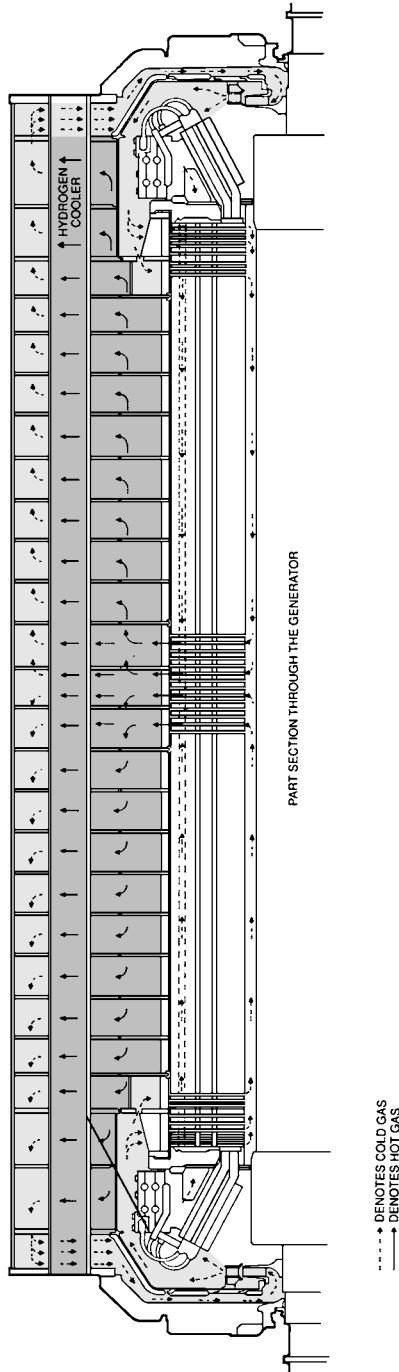 HYDROGEN
COOLER
PART SECTION THROUGH THE GENERATOR
DENOTES COLD GAS
DENOTES HOT GAS